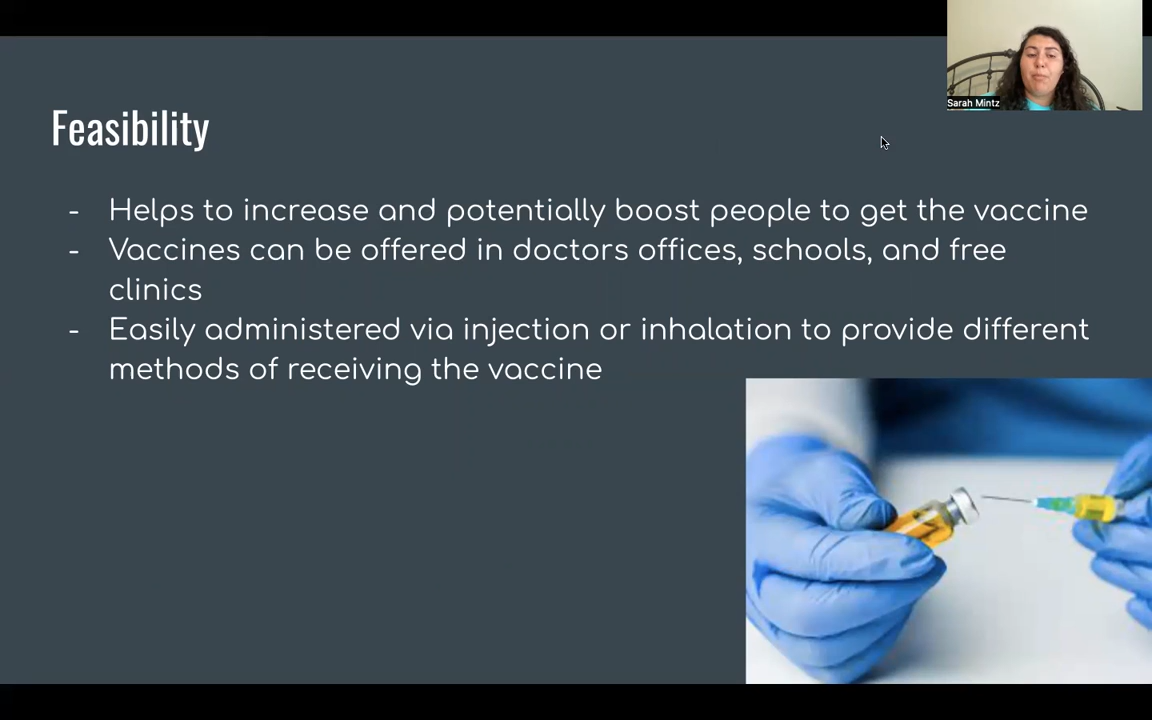 Sarah Mintz
Feasibility
- Helps to increase and potentially boost people to get the vaccine
- Vaccines can be offered in doctors offices, schools, and free
clinics
- Easily administered via injection or inhalation to provide different
methods of receiving the vaccine